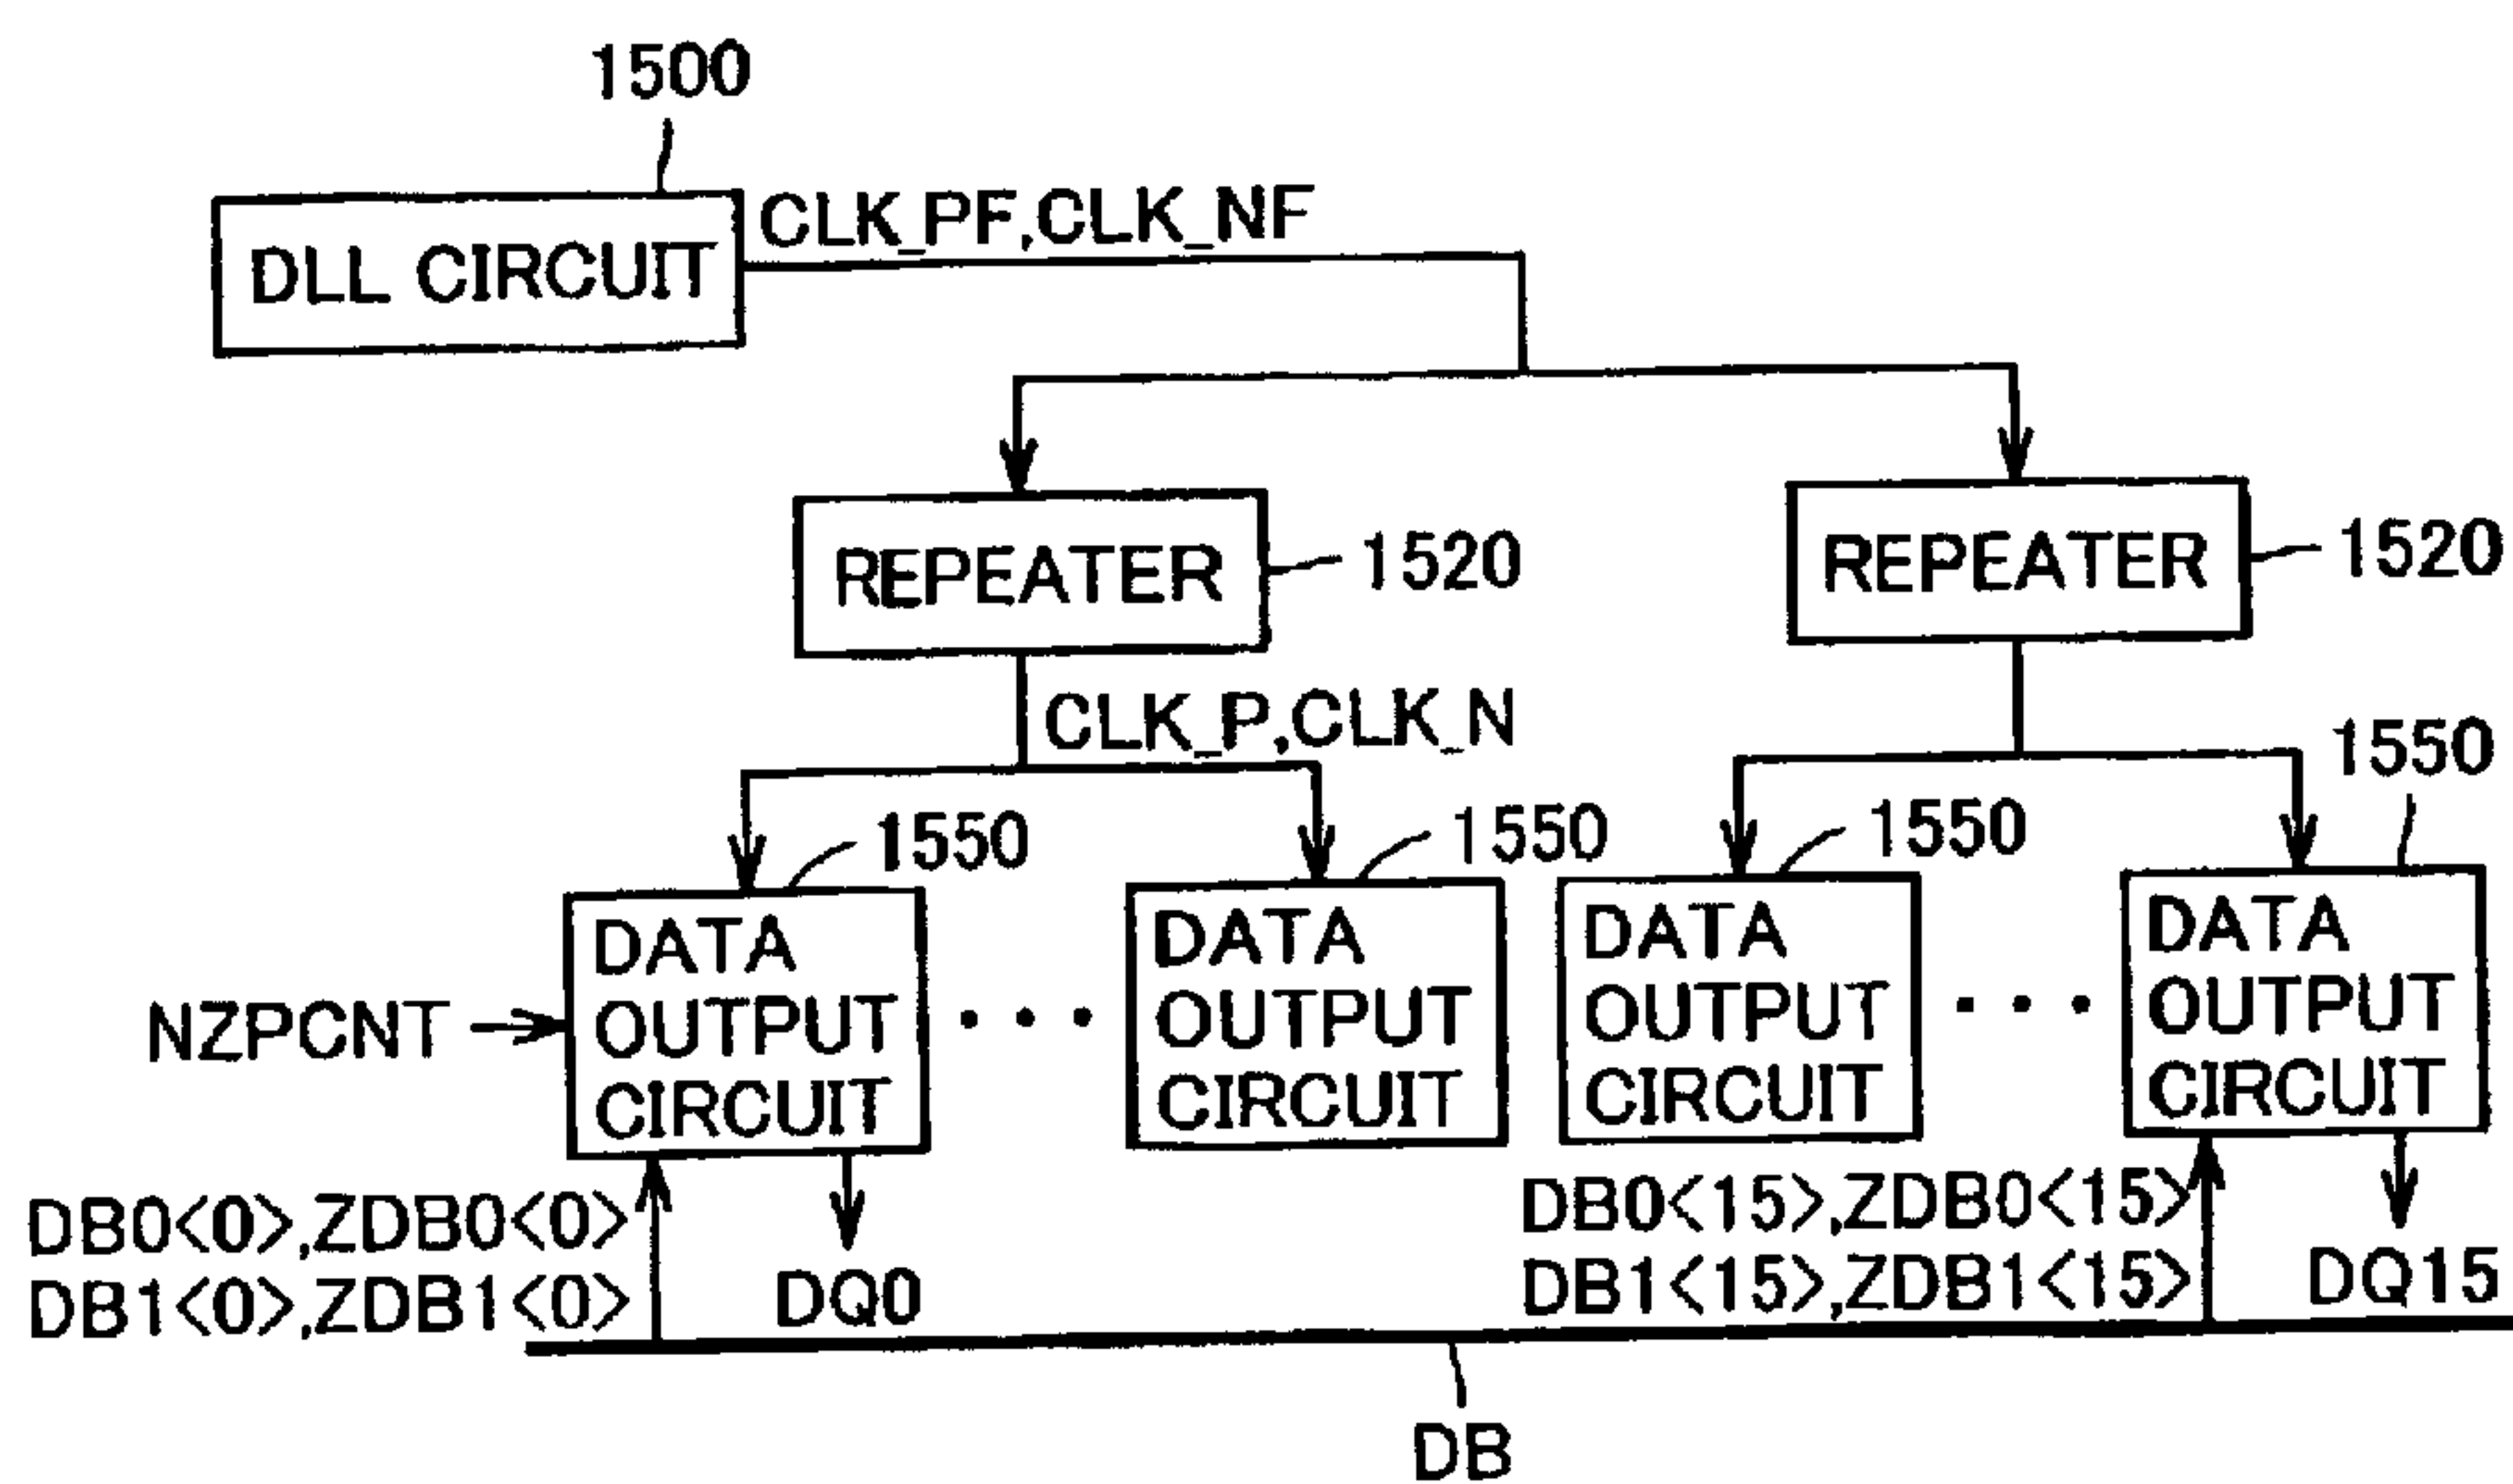 1500
DLL CIRCUIT
CLK_PF,CLK_NF
REPEATER
1520
REPEATER
1520
CLK_P,CLK_N
1550
1550
1550
1550
NZPCNT
DATA
OUTPUT
CIRCUIT
DATA
OUTPUT
CIRCUIT
DATA
OUTPUT
CIRCUIT
DATA
OUTPUT
CIRCUIT
DB0<0>,ZDB0<0>
DB1<0>,ZDB1<0>
DQ0
DB0<15>,ZDB0<15>
DB1<15>,ZDB1<15>
DQ15
DB